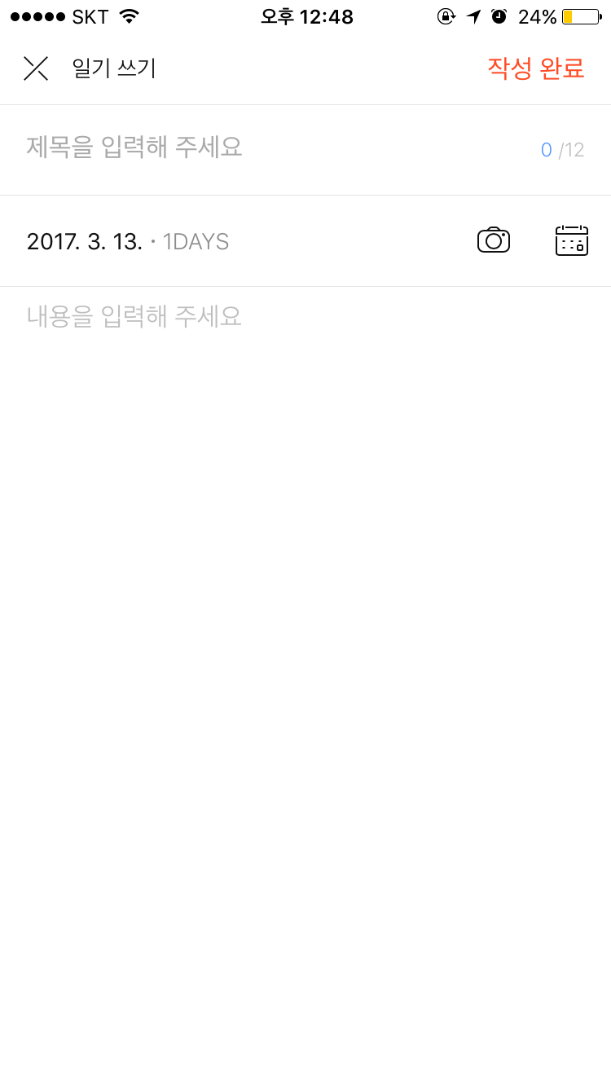 SKT 오후 12:48 24%
일기 쓰기 작성 완료
제목을 입력해 주세요 0 /12
2017. 3. 13. · 1DAYS
내용을 입력해 주세요